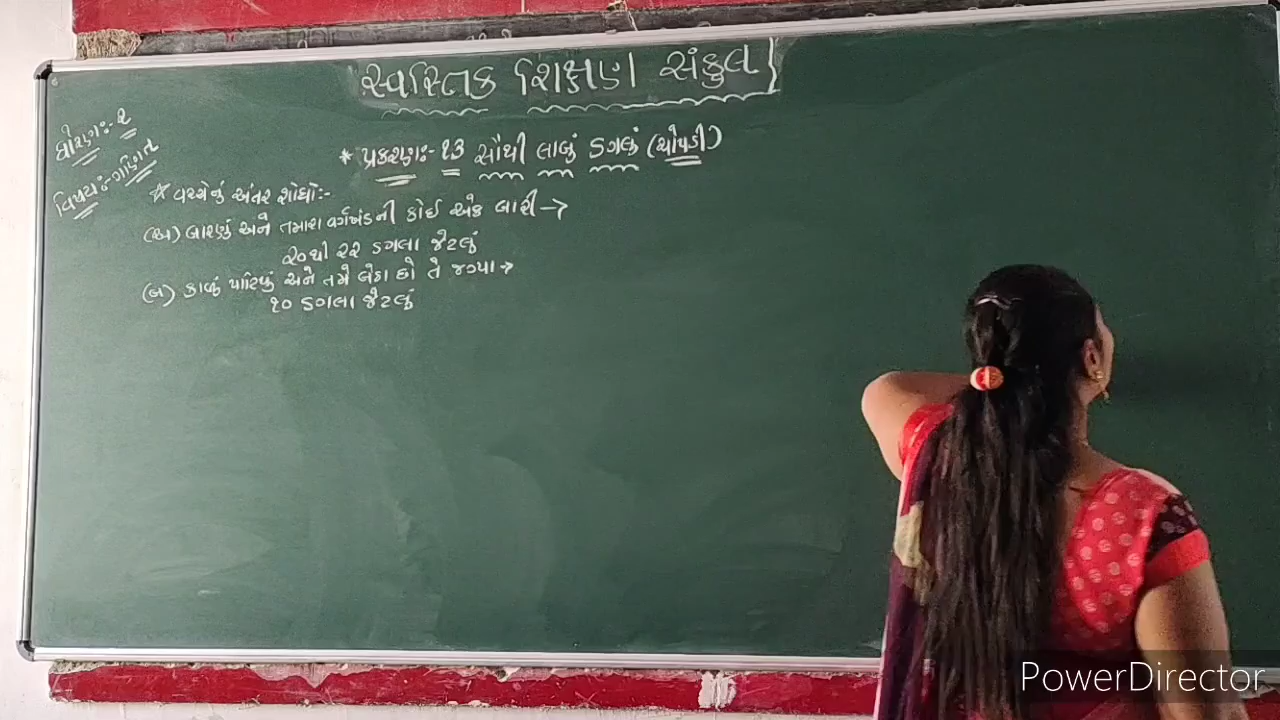 સ્વસ્તિક શિક્ષણ સંકુલ
ધોરણ:- ૨
વિષય:- ગણિત
* પ્રકરણ:- ૧૩ સૌથી લાબું ડગલું (ચોપડી)
☆ વચ્ચેનું અંતર શોધો:-
(અ) બારણું અને તમારા વર્ગખંડની કોઈ એક બારી →
૨૦થી ૨૨ ડગલા જેટલું
(બ) કાળું પાટિયું અને તમે બેઠા હો તે જગ્યા →
૧૦ ડગલા જેટલું
PowerDirector